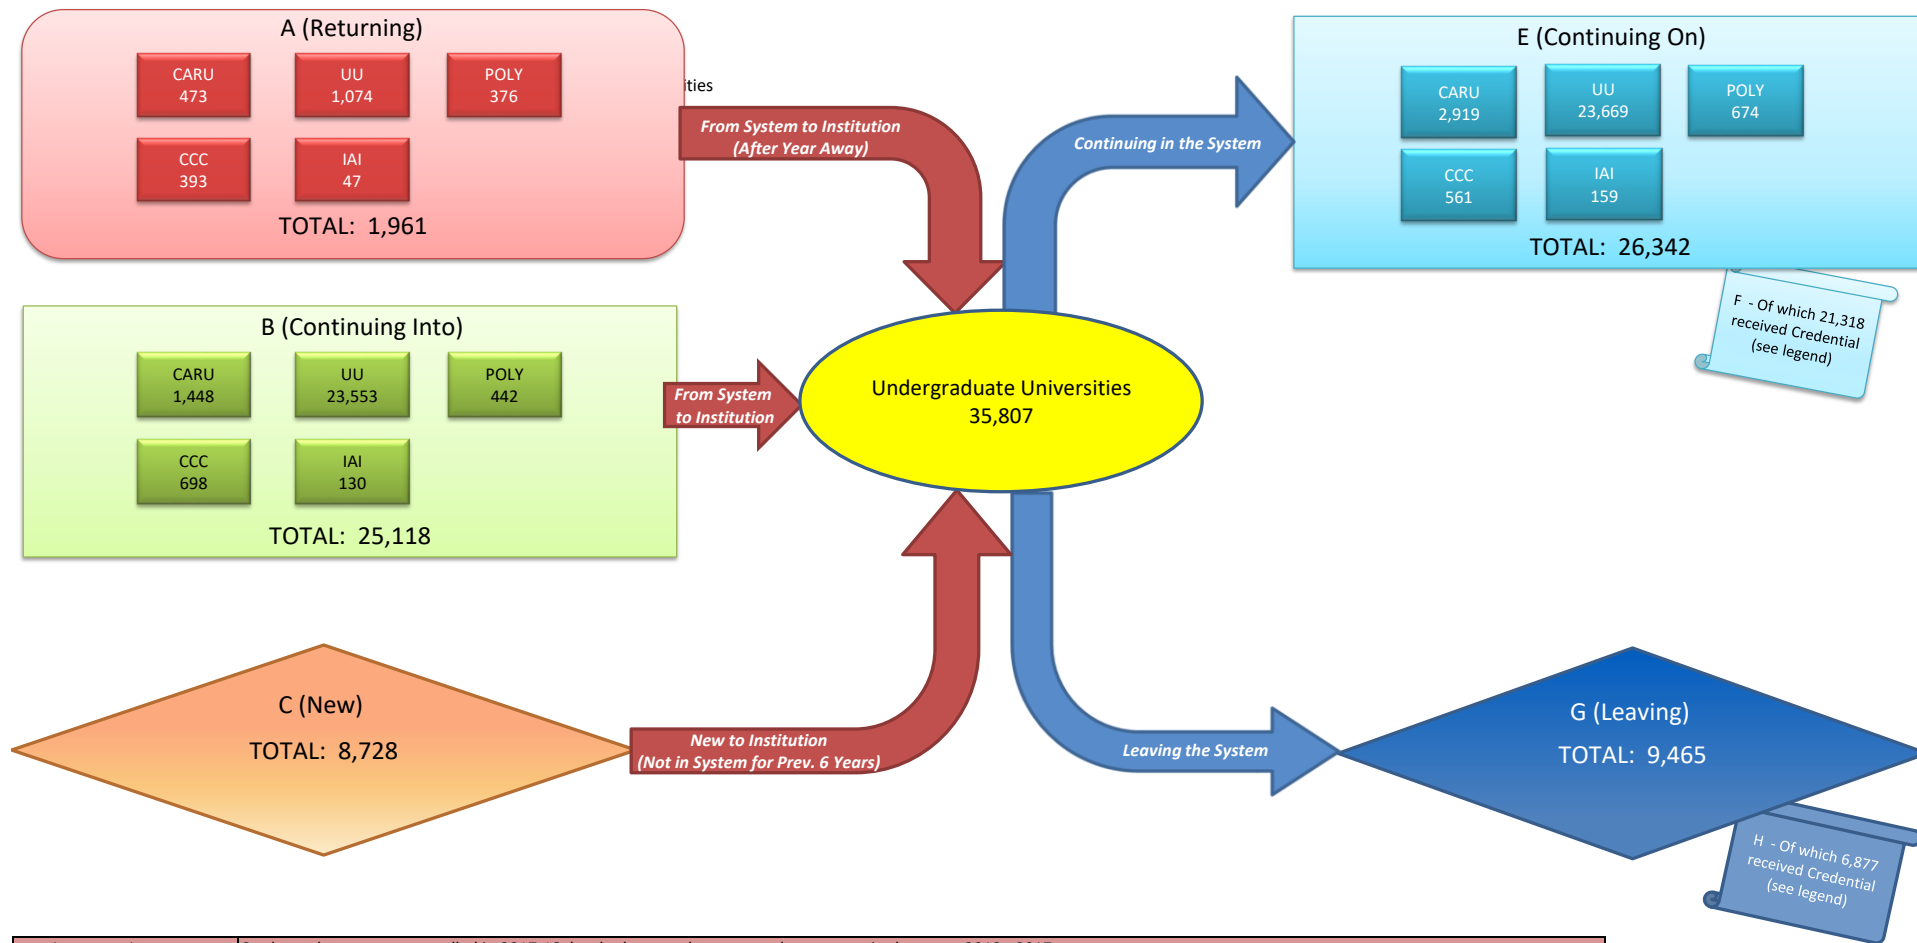 A (Returning)
CARU
473
UU
1,074
POLY
376
CCC
393
IAI
47
TOTAL: 1,961
ities
From System to Institution
(After Year Away)
Continuing in the System
E (Continuing On)
CARU
2,919
UU
23,669
POLY
674
CCC
561
IAI
159
TOTAL: 26,342
F - Of which 21,318
received Credential
(see legend)
B (Continuing Into)
CARU
1,448
UU
23,553
POLY
442
CCC
698
IAI
130
TOTAL: 25,118
From System
to Institution
Undergraduate Universities
35,807
C (New)
TOTAL: 8,728
New to Institution
(Not in System for Prev. 6 Years)
Leaving the System
G (Leaving)
TOTAL: 9,465
H - Of which 6,877
received Credential
(see legend)